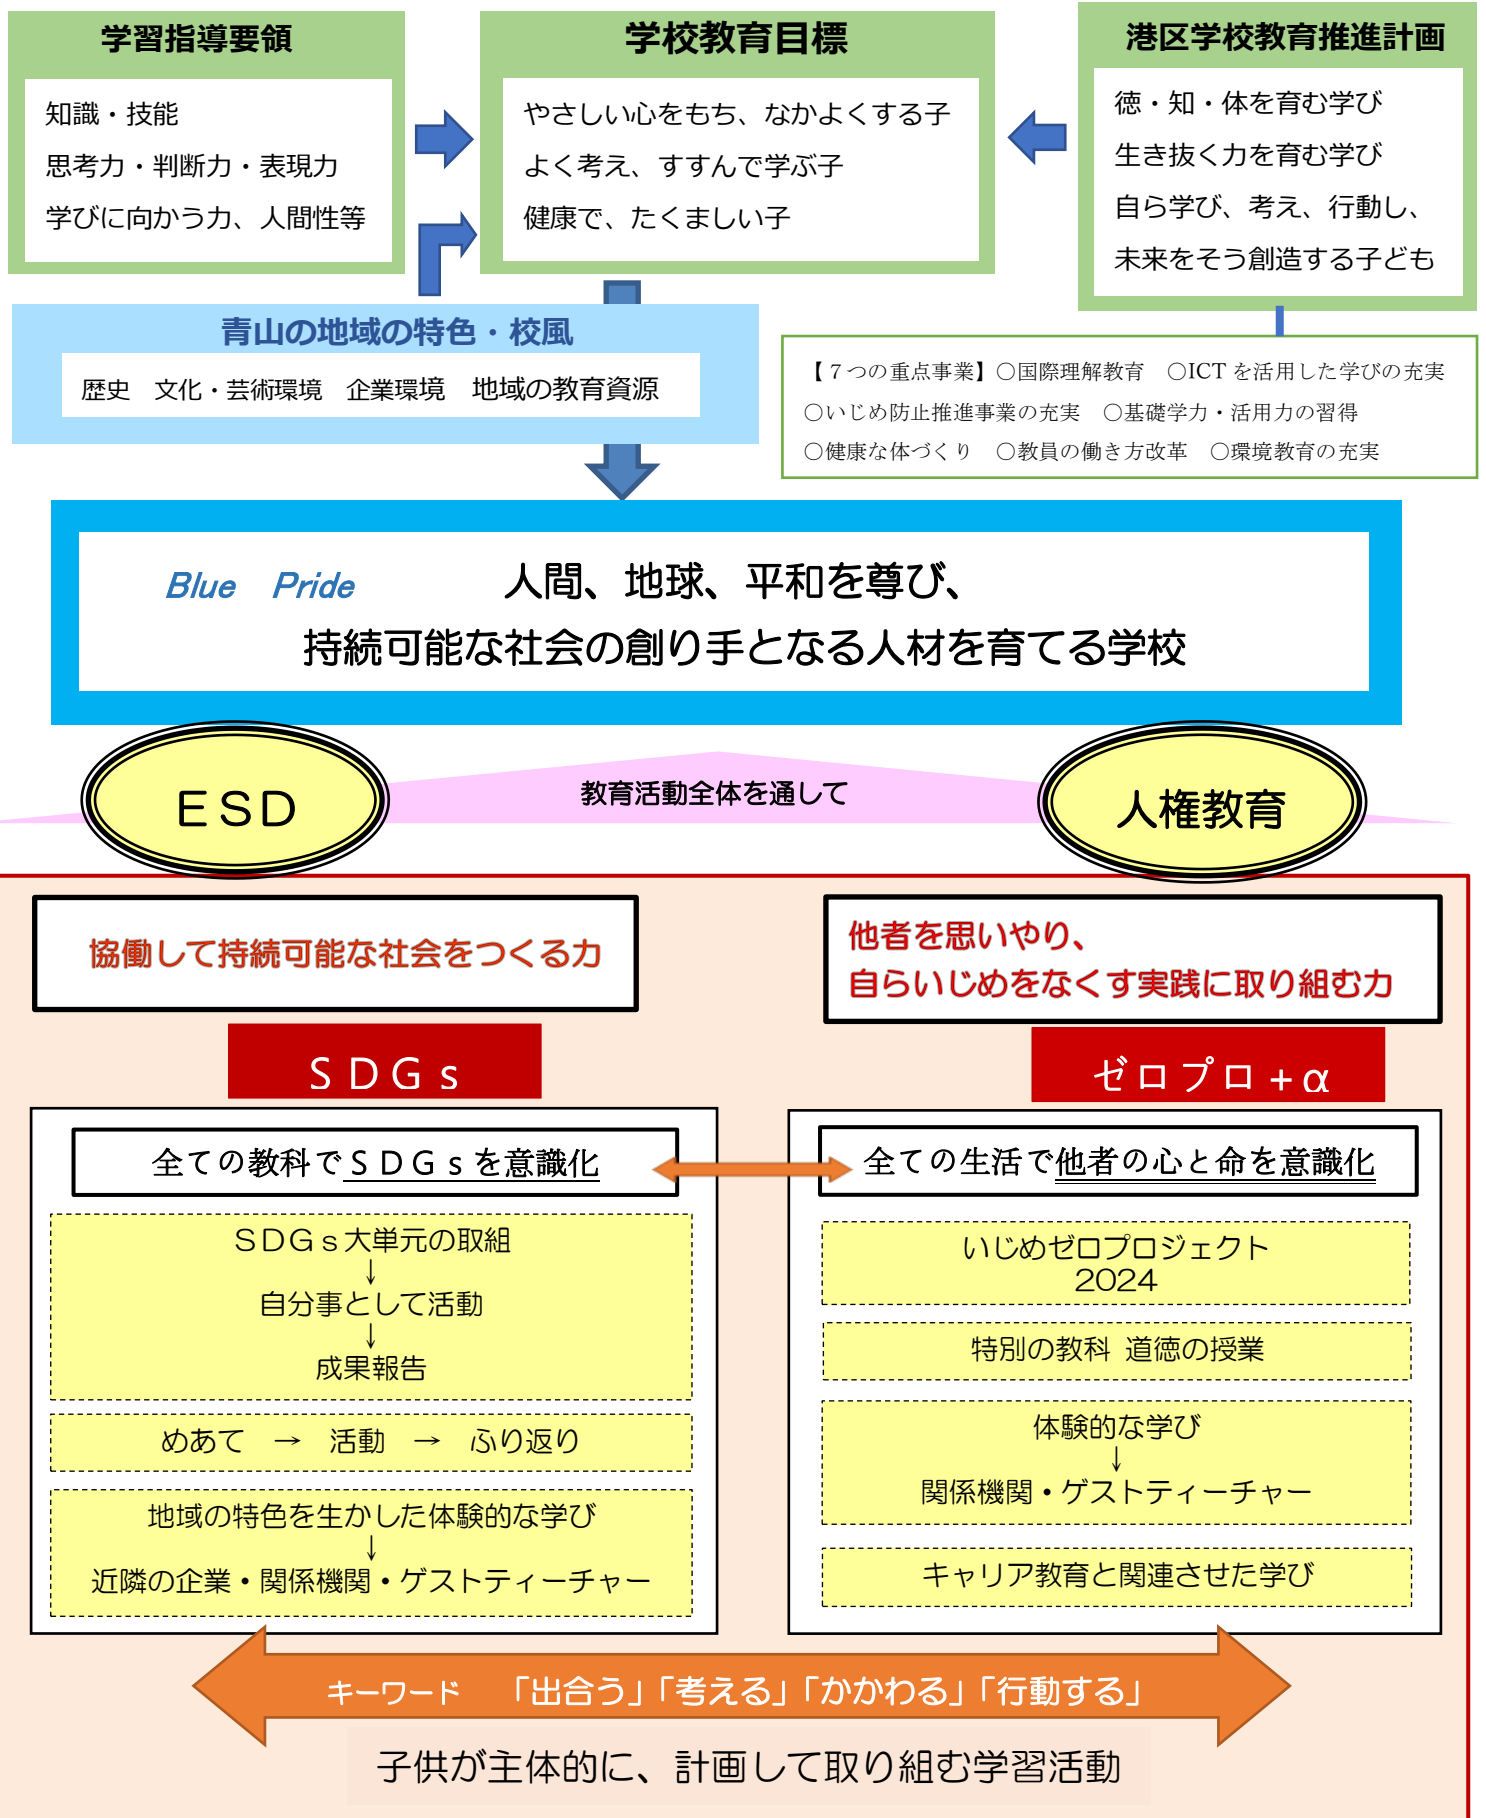 学習指導要領
知識・技能
思考力・判断力・表現力
学びに向かう力、人間性等
学校教育目標
やさしい心をもち、なかよくする子
よく考え、すすんで学ぶ子
健康で、たくましい子
港区学校教育推進計画
徳・知・体を育む学び
生き抜く力を育む学び
自ら学び、考え、行動し、
未来をそう創造する子ども
青山の地域の特色・校風
歴史　文化・芸術環境　企業環境　地域の教育資源
【７つの重点事業】〇国際理解教育　〇ICT を活用した学びの充実
〇いじめ防止推進事業の充実　〇基礎学力・活用力の習得
〇健康な体づくり　〇教員の働き方改革　〇環境教育の充実
Blue　Pride　人間、地球、平和を尊び、
持続可能な社会の創り手となる人材を育てる学校
ＥＳＤ
教育活動全体を通して
人権教育
協働して持続可能な社会をつくる力
ＳＤＧｓ
全ての教科でＳＤＧｓを意識化
ＳＤＧｓ大単元の取組
↓
自分事として活動
↓
成果報告
めあて　→　活動　→　ふり返り
地域の特色を生かした体験的な学び
↓
近隣の企業・関係機関・ゲストティーチャー
他者を思いやり、
自らいじめをなくす実践に取り組む力
ゼロプロ＋α
全ての生活で他者の心と命を意識化
いじめゼロプロジェクト
2024
特別の教科 道徳の授業
体験的な学び
↓
関係機関・ゲストティーチャー
キャリア教育と関連させた学び
キーワード　「出合う」「考える」「かかわる」「行動する」
子供が主体的に、計画して取り組む学習活動